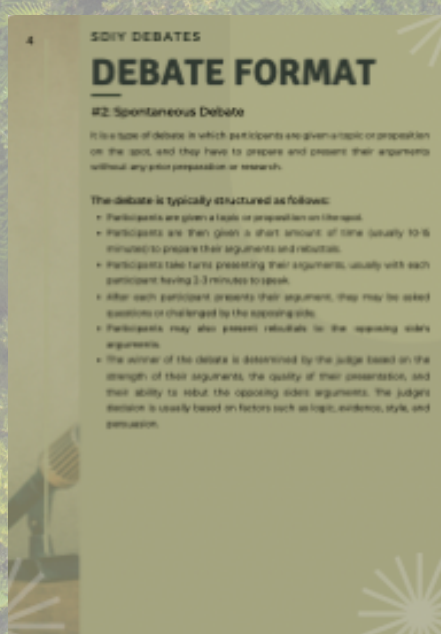 4
SDIY DEBATES
DEBATE FORMAT
#2: Spontaneous Debate
It is a type of debate in which participants are given a topic or proposition
on the spot, and they have to prepare and present their arguments
without any prior preparation or research.
The debate is typically structured as follows:
• Participants are given a topic or proposition on the spot.
• Participants are then given a short amount of time (usually 10-15
minutes) to prepare their arguments and rebuttals.
• Participants take turns presenting their arguments, usually with each
participant having 2-3 minutes to speak.
• After each participant presents their argument, they may be asked
questions or challenged by the opposing side.
• Participants may also present rebuttals to the opposing side's
arguments.
• The winner of the debate is determined by the judge based on the
strength of their arguments, the quality of their presentation, and
their ability to rebut the opposing side's arguments. The judge's
decision is usually based on factors such as logic, evidence, style, and
persuasion.